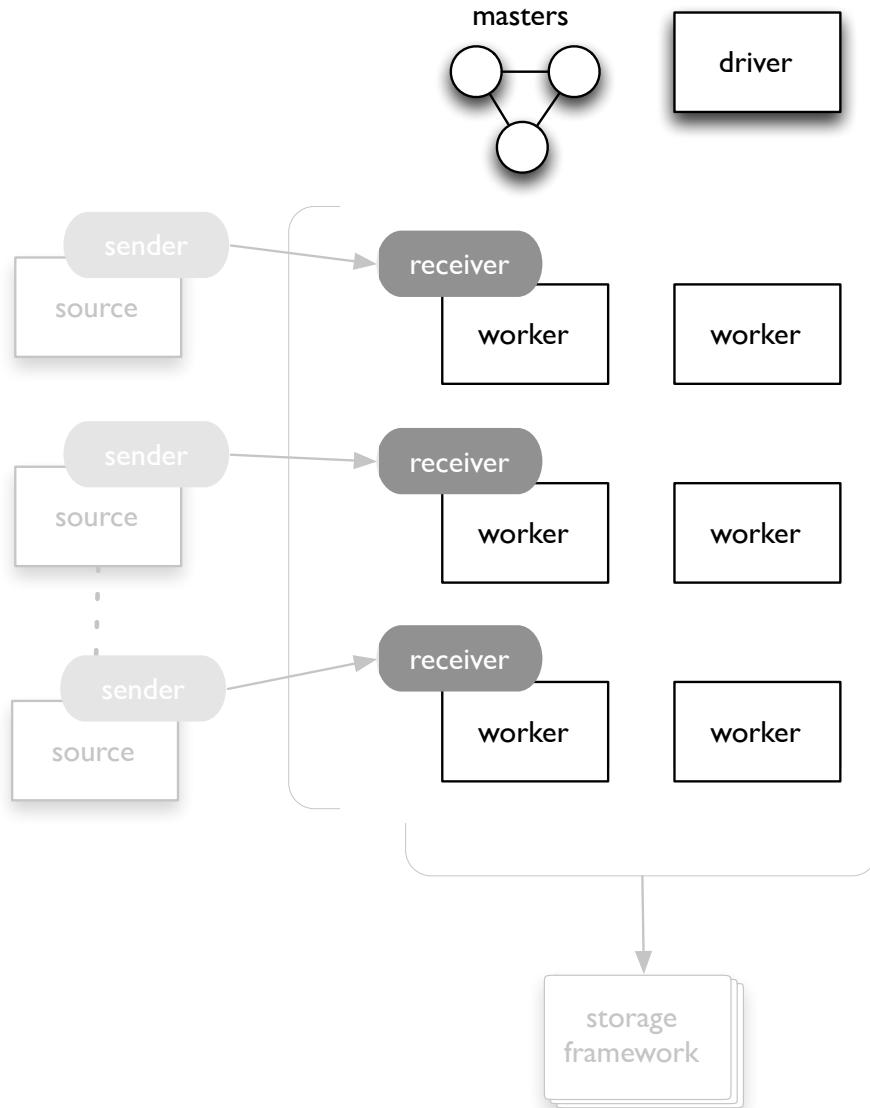 masters
driver
sender
receiver
source
worker
worker
sender
receiver
source
worker
worker
sender
receiver
source
worker
worker
storage
framework